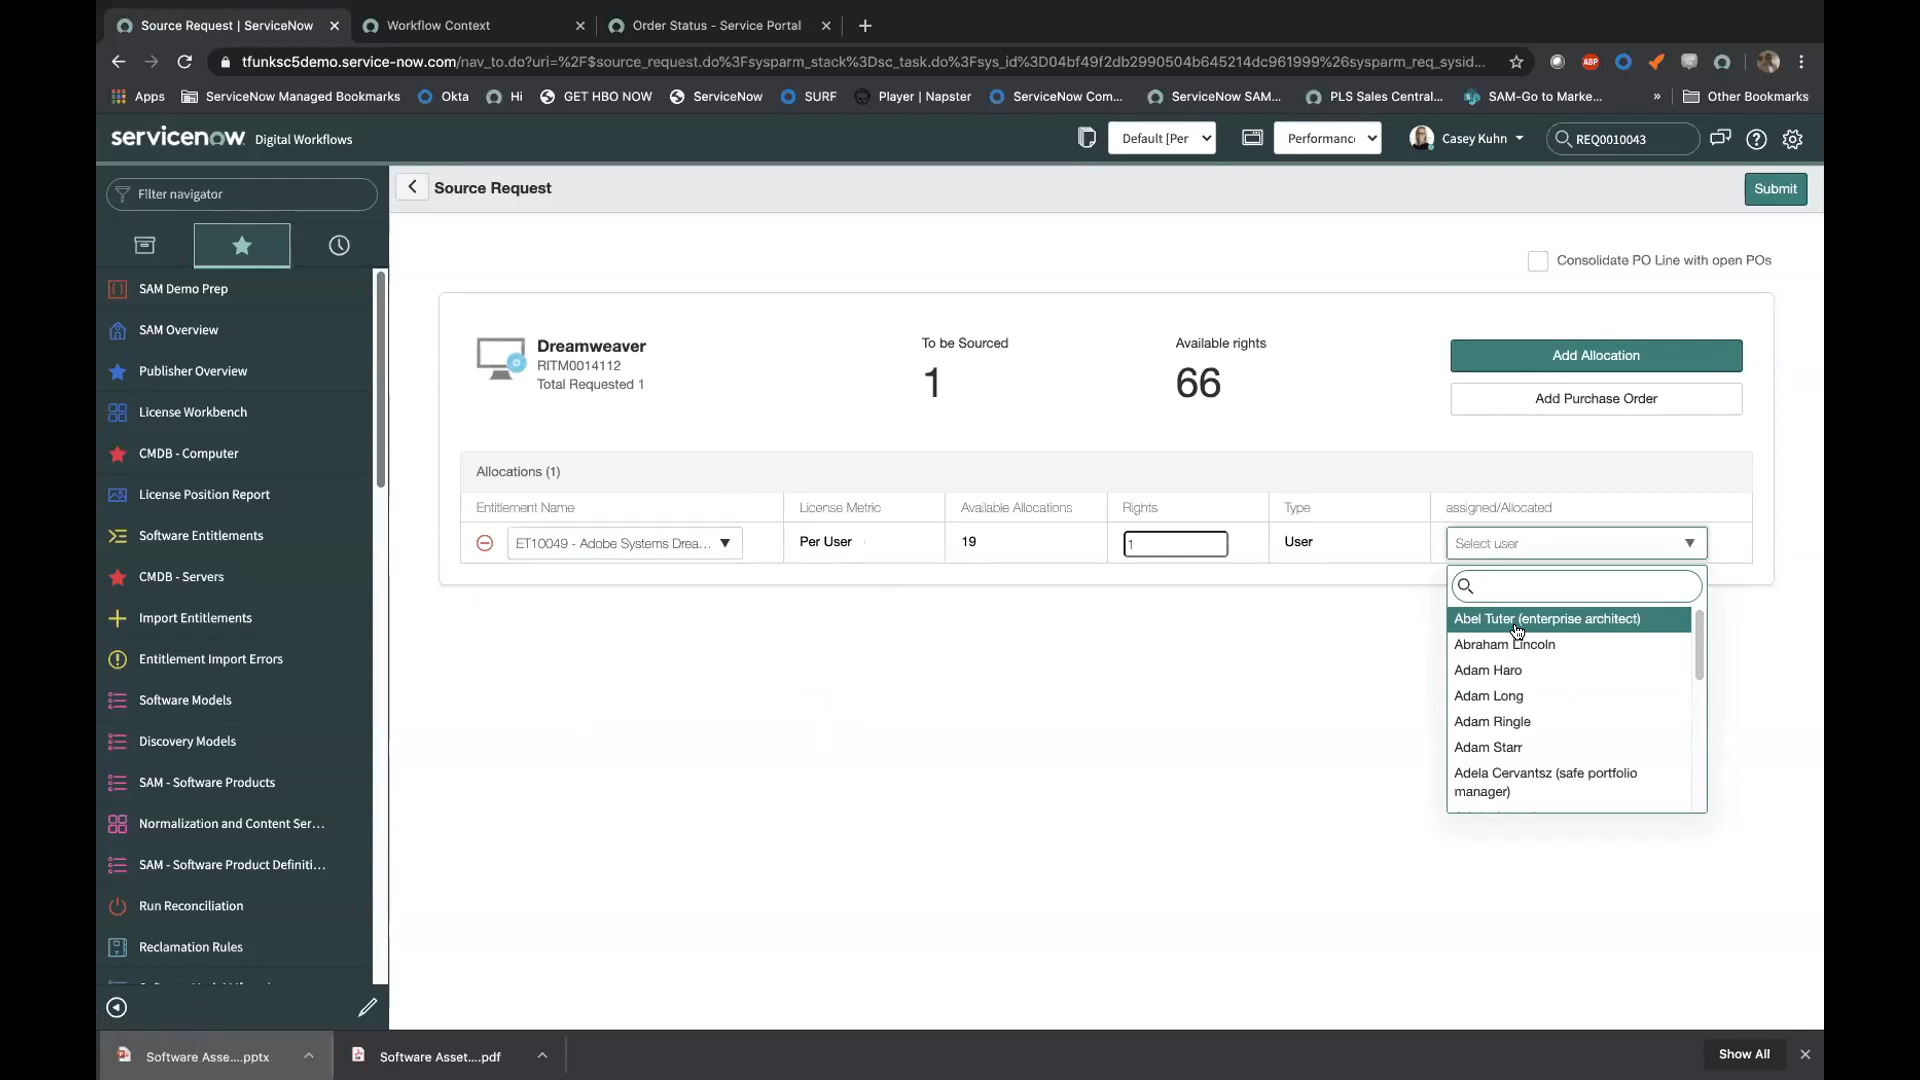 Source Request | ServiceNow
Workflow Context
Order Status - Service Portal
tfunksc5demo.service-now.com/nav_to.do?uri=%2F$source_request.do%3Fsysparm_stack%3Dsc_task.do%3Fsys_id%3D04bf49f2db2990504b645214dc961999%26sysparm_req_sysid...
ABP
Apps
ServiceNow Managed Bookmarks
Okta
Hi
GET HBO NOW
ServiceNow
SURF
Player | Napster
ServiceNow Com...
ServiceNow SAM...
PLS Sales Central...
SAM-Go to Marke...
»
Other Bookmarks
servicenow Digital Workflows
Default [Per
Performanc
Casey Kuhn
REQ0010043
Filter navigator
Source Request
Submit
SAM Demo Prep
SAM Overview
Publisher Overview
License Workbench
CMDB - Computer
License Position Report
Software Entitlements
CMDB - Servers
Import Entitlements
Entitlement Import Errors
Software Models
Discovery Models
SAM - Software Products
Normalization and Content Ser...
SAM - Software Product Definiti...
Run Reconciliation
Reclamation Rules
Consolidate PO Line with open POs
Dreamweaver
RITM0014112
Total Requested 1
To be Sourced
1
Available rights
66
Add Allocation
Add Purchase Order
Allocations (1)
Entitlement Name
License Metric
Available Allocations
Rights
Type
assigned/Allocated
ET10049 - Adobe Systems Drea...
Per User
19
1
User
Select user
Abel Tuter (enterprise architect)
Abraham Lincoln
Adam Haro
Adam Long
Adam Ringle
Adam Starr
Adela Cervantsz (safe portfolio
manager)
Software Asse....pptx
Software Asset....pdf
Show All